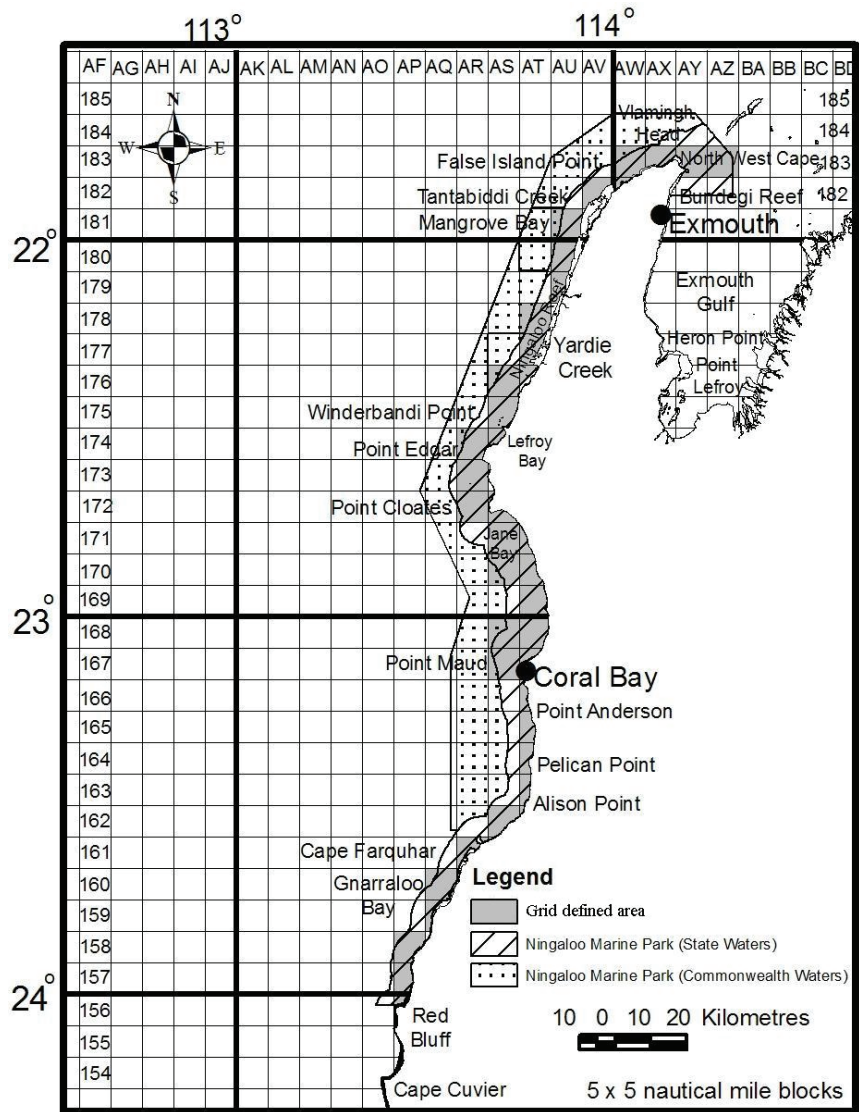 113°
114°
AF AG AH AI AJ AK AL AM AN AO AP AQ AR AS AT AU AV AW AX AY AZ BA BB BC BD
185
185
N
Vlamingh
Head
184
184
W
E
False Island Point
North West Cape
183
183
S
Tantabiddi Creek
Bundegi Reef
182
182
Mangrove Bay
Exmouth
181
22°
180
Exmouth
Gulf
179
Ningaloo Reef
178
Heron Point
177
Yardie
Creek
Point
Lefroy
176
Winderbandi Point
175
Lefroy
Bay
174
Point Edgar
173
Point Cloates
172
Jane
Bay
171
170
169
23°
168
Point Maud
167
Coral Bay
166
Point Anderson
165
Pelican Point
164
163
Alison Point
162
Cape Farquhar
161
Gnarraloo
Bay
160
159
158
157
Legend
Grid defined area
Ningaloo Marine Park (State Waters)
Ningaloo Marine Park (Commonwealth Waters)
24°
156
Red
Bluff
10 0 10 20 Kilometres
155
154
Cape Cuvier
5 x 5 nautical mile blocks